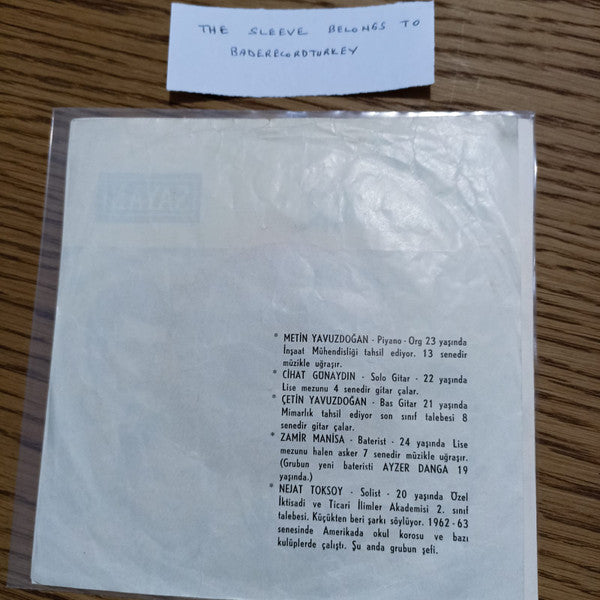 THE SLEEVE BELONGS TO
BADERECORDTURKEY
* METİN YAVUZDOĞAN - Piyano - Org 23 yaşında
İnşaat Mühendisliği tahsil ediyor. 13 senedir
müzikle uğraşır.
* CİHAT GÜNAYDIN - Solo Gitar - 22 yaşında
Lise mezunu 4 senedir gitar çalar.
* ÇETİN YAVUZDOĞAN - Bas Gitar 21 yaşında
Mimarlık tahsil ediyor son sınıf talebesi 8
senedir gitar çalar.
* ZAMİR MANİSA - Baterist - 24 yaşında Lise
mezunu halen asker 7 senedir müzikle uğraşır.
(Grubun yeni bateristi AYZER DANGA 19
yaşında.)
* NEJAT TOKSOY - Solist - 20 yaşında Özel
İktisadi ve Ticari İlimler Akademisi 2. sınıf
talebesi. Küçükten beri şarkı söylüyor. 1962-63
senesinde Amerikada okul korosu ve bazı
kulüplerde çalıştı. Şu anda grubun şefi.